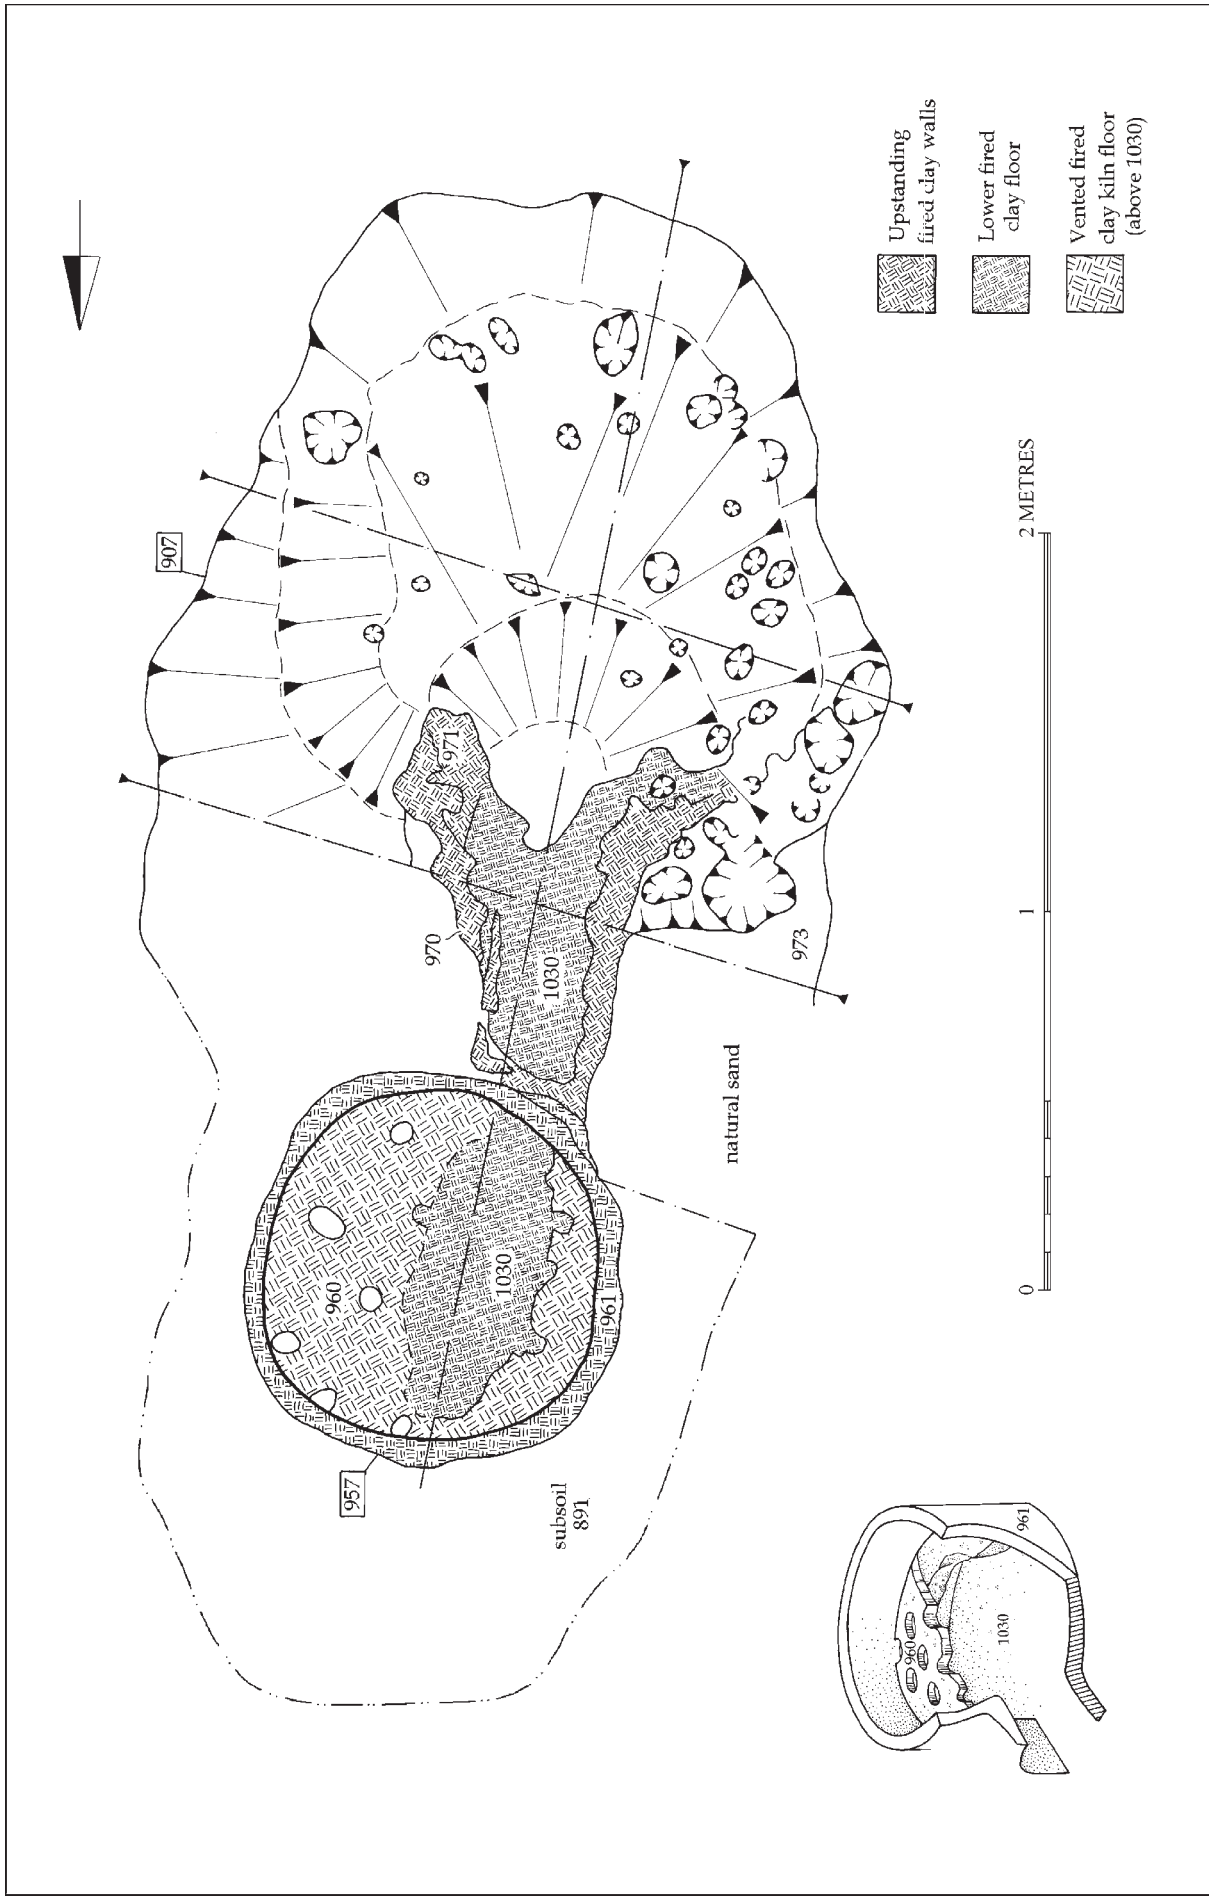 907
971
970
1030
973
natural sand
960
1030
961
957
subsoil
891
Upstanding
fired clay walls
Lower fired
clay floor
Vented fired
clay kiln floor
(above 1030)
0
1
2 METRES
960
1030
961